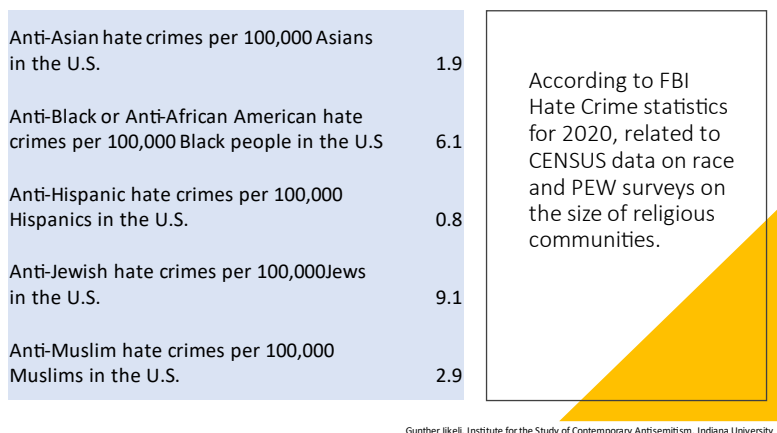 Anti-Asian hate crimes per 100,000 Asians
in the U.S. 1.9
Anti-Black or Anti-African American hate
crimes per 100,000 Black people in the U.S 6.1
Anti-Hispanic hate crimes per 100,000
Hispanics in the U.S. 0.8
Anti-Jewish hate crimes per 100,000Jews
in the U.S. 9.1
Anti-Muslim hate crimes per 100,000
Muslims in the U.S. 2.9
According to FBI
Hate Crime statistics
for 2020, related to
CENSUS data on race
and PEW surveys on
the size of religious
communities.
Gunther Jikeli, Institute for the Study of Contemporary Antisemitism, Indiana University